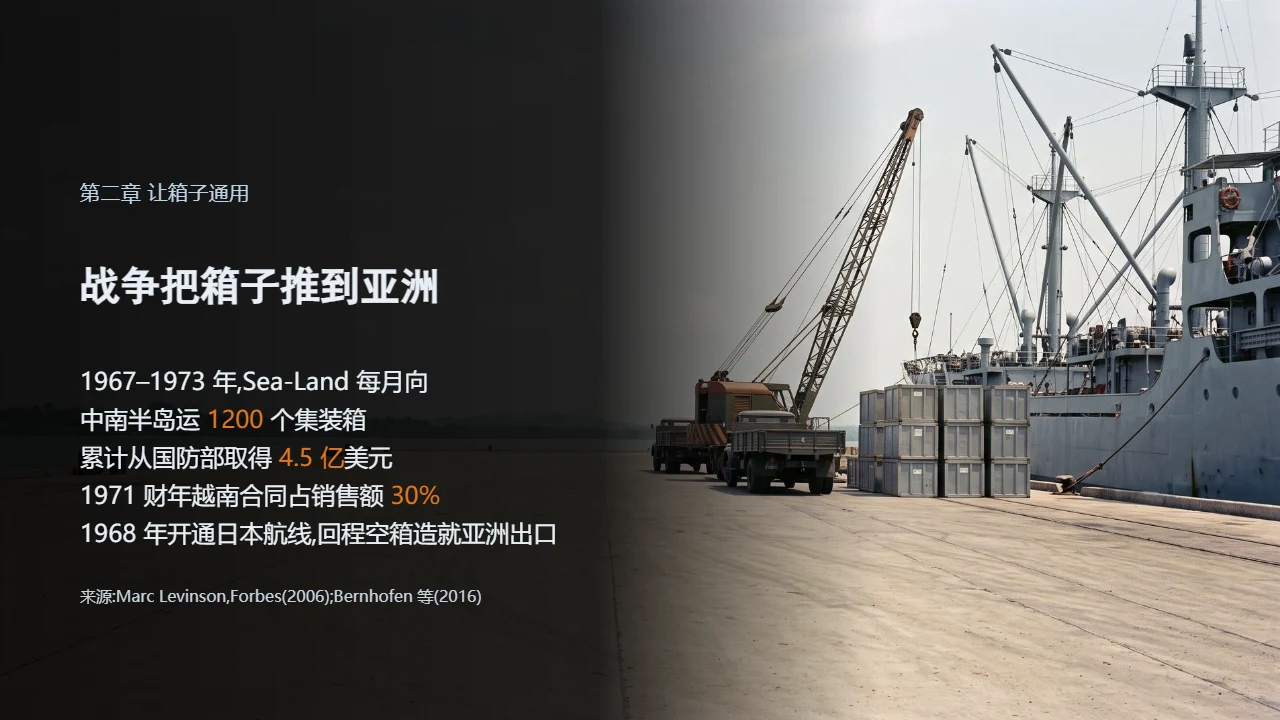 第二章 让箱子通用
战争把箱子推到亚洲
1967–1973 年,Sea-Land 每月向
中南半岛运 1200 个集装箱
累计从国防部取得 4.5 亿美元
1971 财年越南合同占销售额 30%
1968 年开通日本航线,回程空箱造就亚洲出口
来源:Marc Levinson,Forbes(2006);Bernhofen 等(2016)